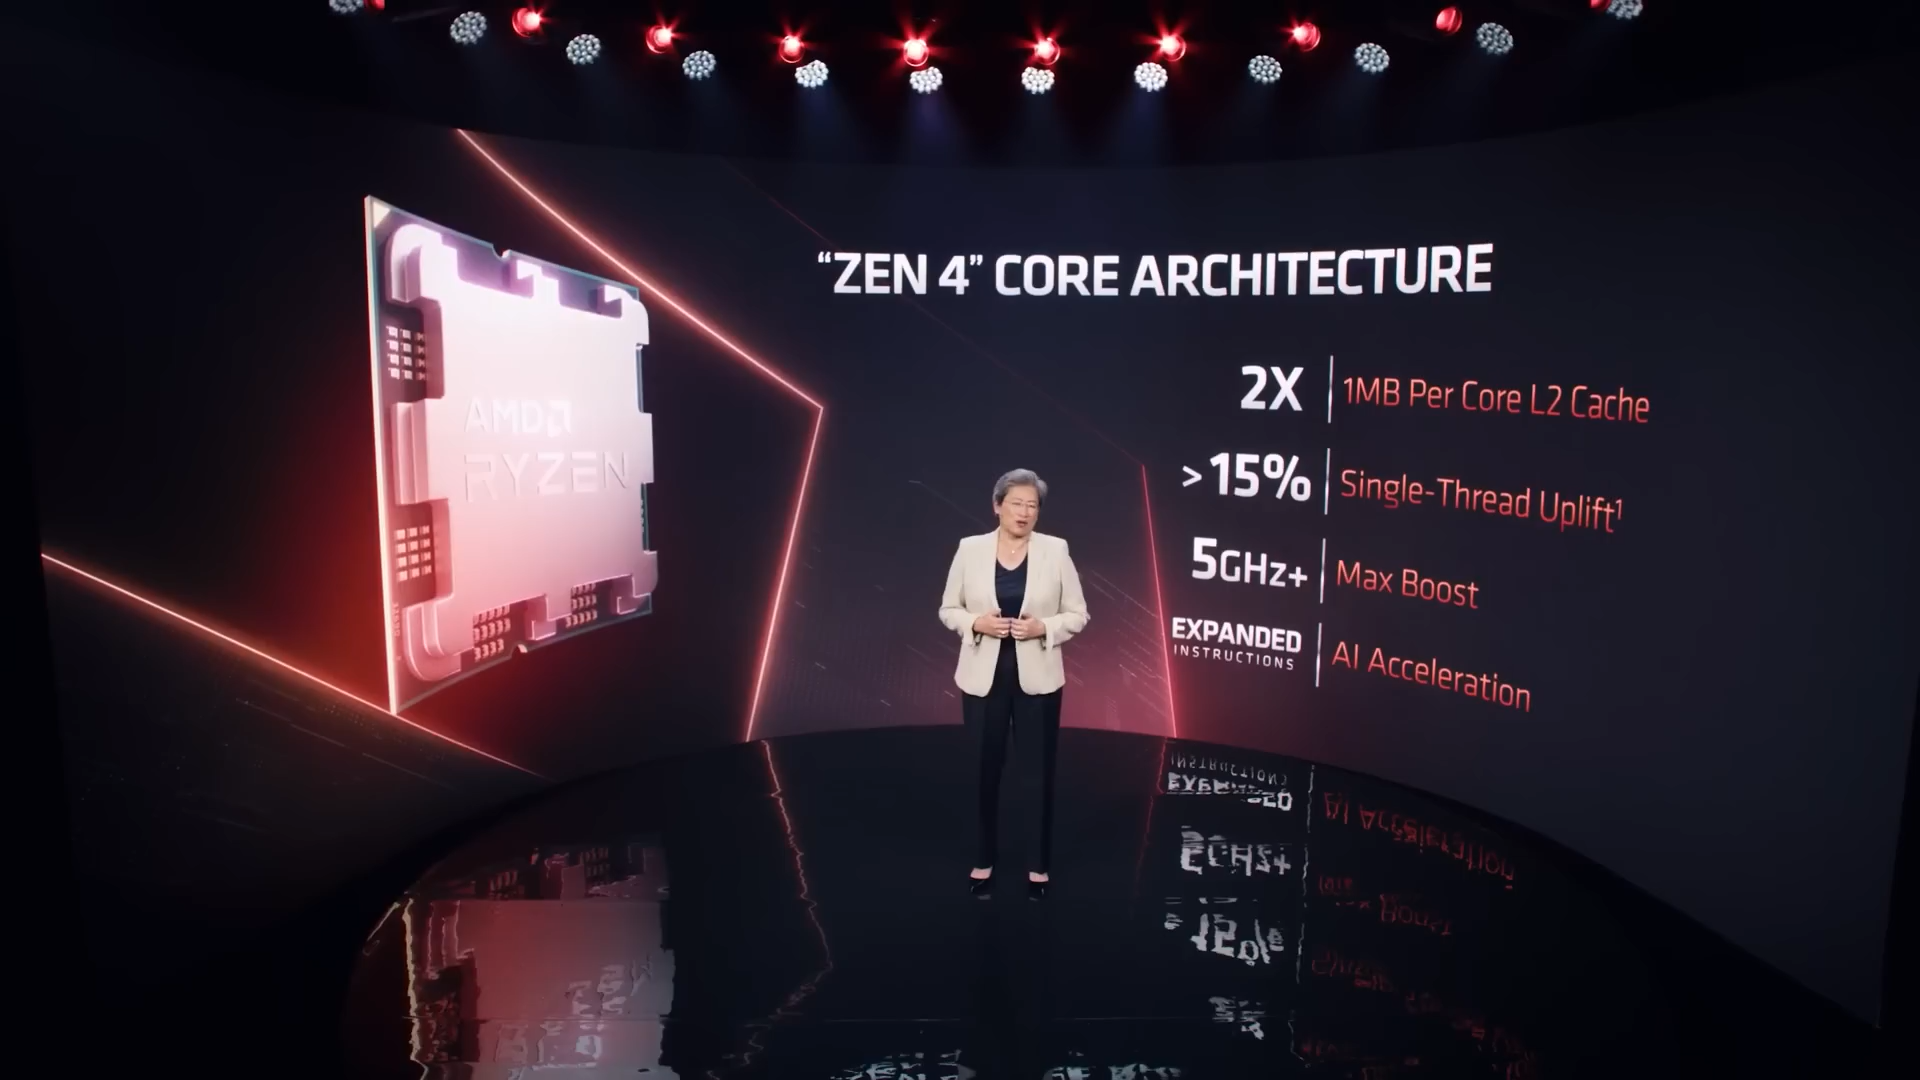 "ZEN 4" CORE ARCHITECTURE
AMD
RYZEN
2X 1MB Per Core L2 Cache
>15% Single-Thread Uplift¹
5GHz+ Max Boost
EXPANDED
INSTRUCTIONS
AI Acceleration